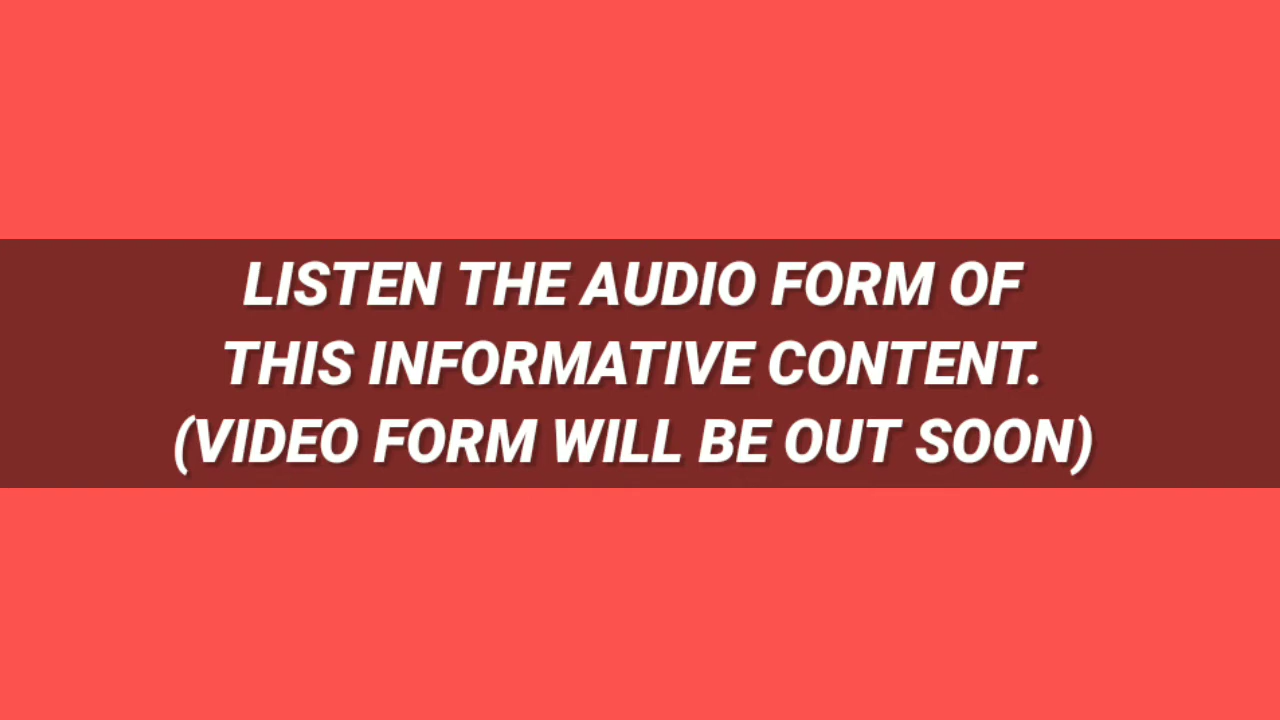 LISTEN THE AUDIO FORM OF
THIS INFORMATIVE CONTENT.
(VIDEO FORM WILL BE OUT SOON)